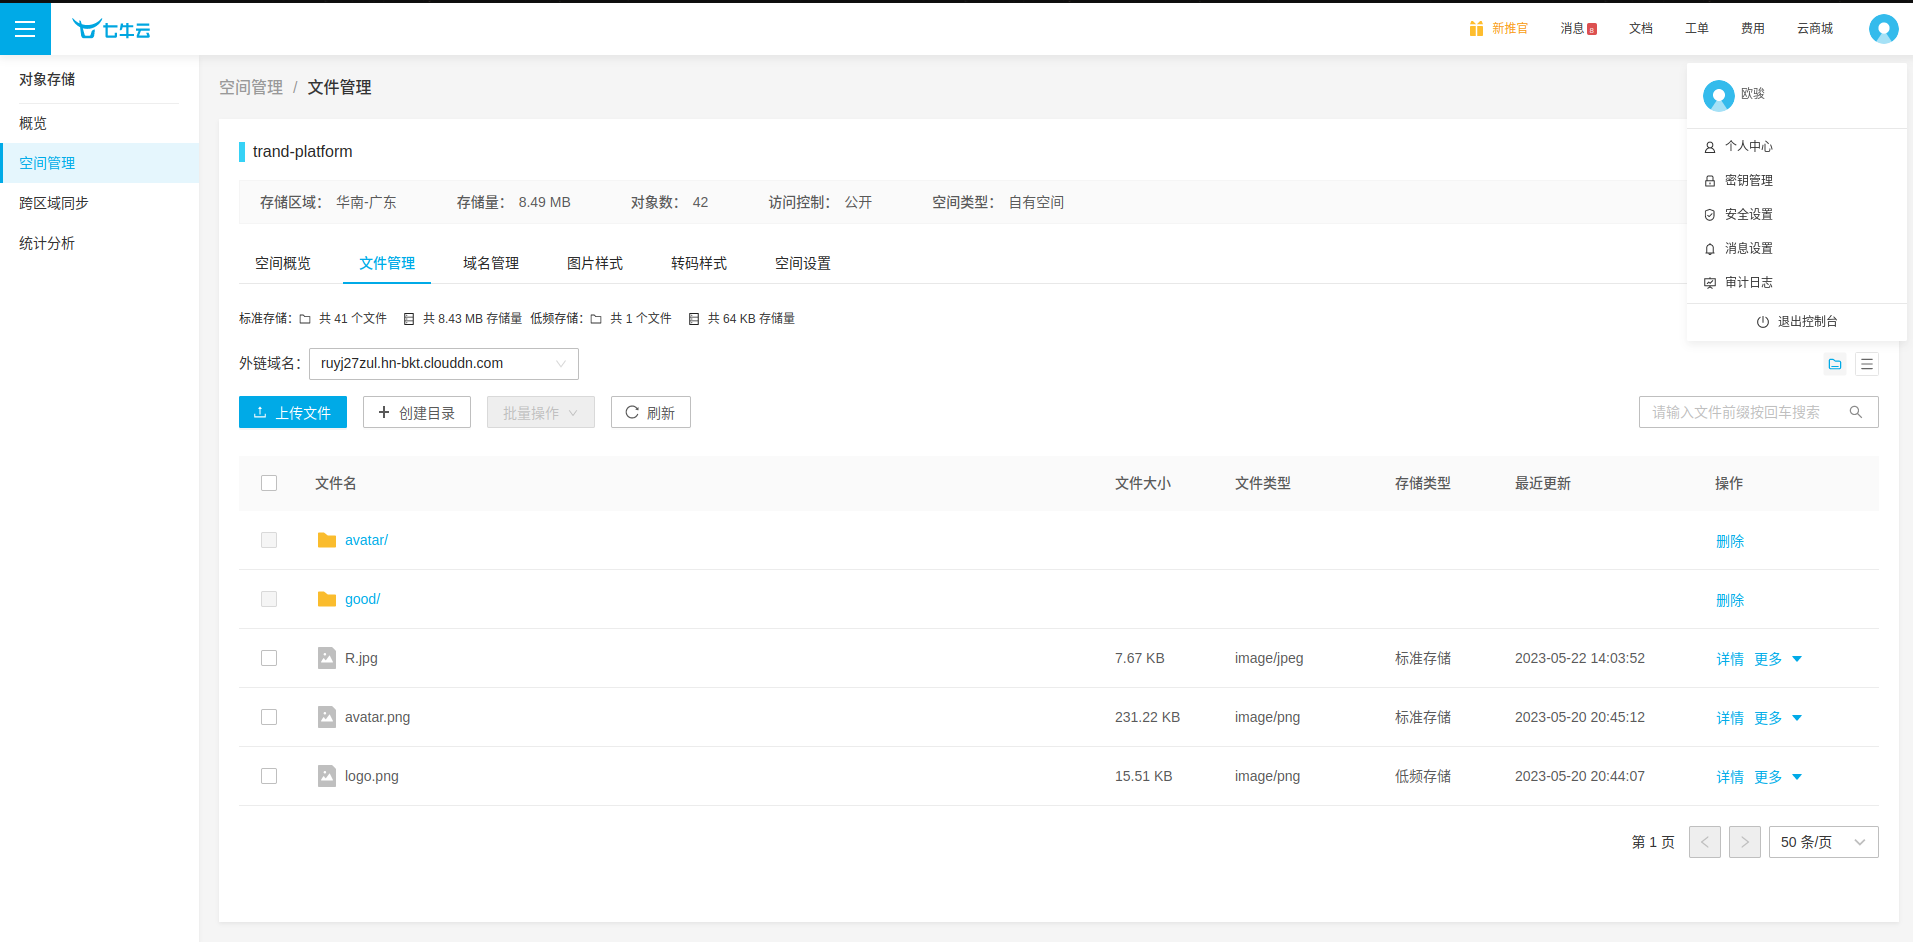 七牛云
新推官
消息 8
文档
工单
费用
云商城
对象存储
概览
空间管理
跨区域同步
统计分析
空间管理 / 文件管理
欧骏
个人中心
密钥管理
安全设置
消息设置
审计日志
退出控制台
trand-platform
存储区域： 华南-广东 存储量： 8.49 MB 对象数： 42 访问控制： 公开 空间类型： 自有空间
空间概览 文件管理 域名管理 图片样式 转码样式 空间设置
标准存储： 共 41 个文件 共 8.43 MB 存储量 低频存储： 共 1 个文件 共 64 KB 存储量
外链域名： ruyj27zul.hn-bkt.clouddn.com
上传文件 创建目录 批量操作 刷新 请输入文件前缀按回车搜索
文件名 文件大小 文件类型 存储类型 最近更新 操作
avatar/ 删除
good/ 删除
R.jpg 7.67 KB image/jpeg 标准存储 2023-05-22 14:03:52 详情 更多
avatar.png 231.22 KB image/png 标准存储 2023-05-20 20:45:12 详情 更多
logo.png 15.51 KB image/png 低频存储 2023-05-20 20:44:07 详情 更多
第 1 页 50 条/页